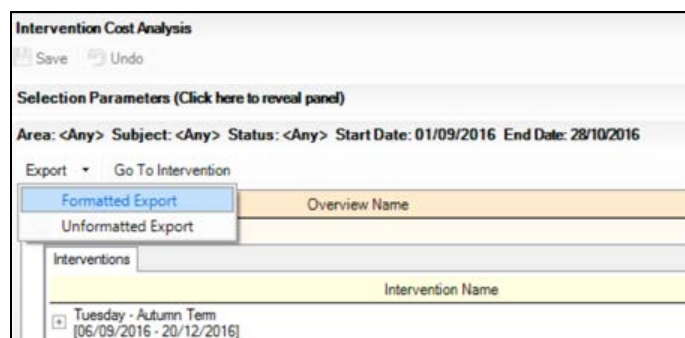 Intervention Cost Analysis
Save Undo
Selection Parameters (Click here to reveal panel)
Area: <Any> Subject: <Any> Status: <Any> Start Date: 01/09/2016 End Date: 28/10/2016
Export Go To Intervention
Formatted Export
Overview Name
Unformatted Export
Interventions
Intervention Name
Tuesday - Autumn Term
[06/09/2016 - 20/12/2016]